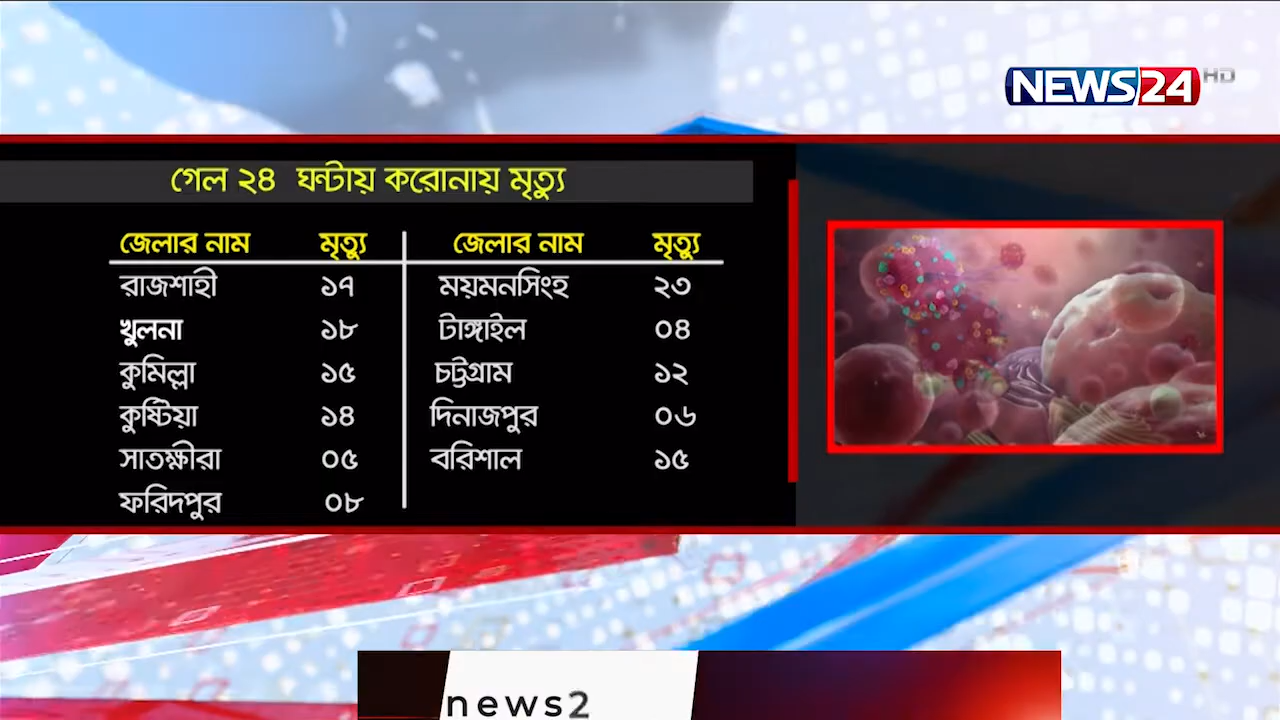 NEWS24 HD
গেল ২৪ ঘন্টায় করোনায় মৃত্যু
জেলার নাম মৃত্যু জেলার নাম মৃত্যু
রাজশাহী ১৭ ময়মনসিংহ ২৩
খুলনা ১৮ টাঙ্গাইল ০৪
কুমিল্লা ১৫ চট্টগ্রাম ১২
কুষ্টিয়া ১৪ দিনাজপুর ০৬
সাতক্ষীরা ০৫ বরিশাল ১৫
ফরিদপুর ০৮
news2